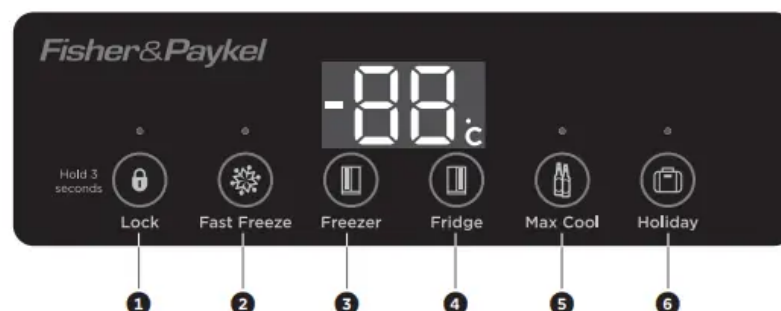 Fisher&Paykel
-88°C
Hold 3
seconds
Lock
Fast Freeze
Freezer
Fridge
Max Cool
Holiday
1
2
3
4
5
6